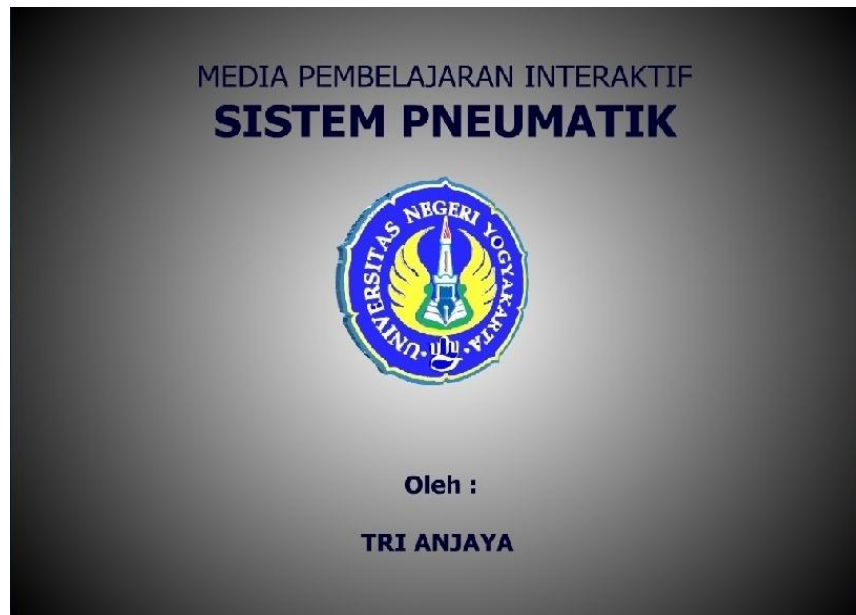 MEDIA PEMBELAJARAN INTERAKTIF
SISTEM PNEUMATIK
UNIVERSITAS NEGERI YOGYAKARTA
Oleh :
TRI ANJAYA